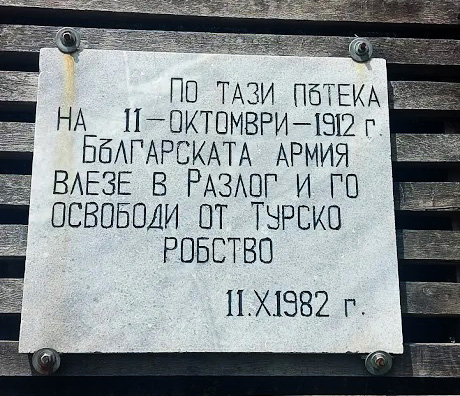 По тази пътека
на 11-октомври-1912 г.
Българската армия
влезе в Разлог и го
освободи от Турско
робство
11.X.1982 г.